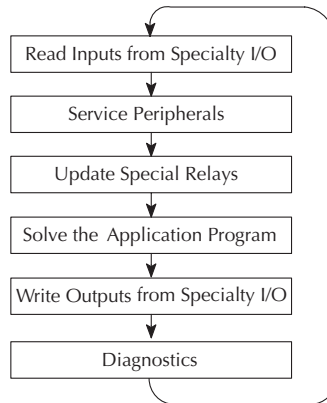 Read Inputs from Specialty I/O
Service Peripherals
Update Special Relays
Solve the Application Program
Write Outputs from Specialty I/O
Diagnostics